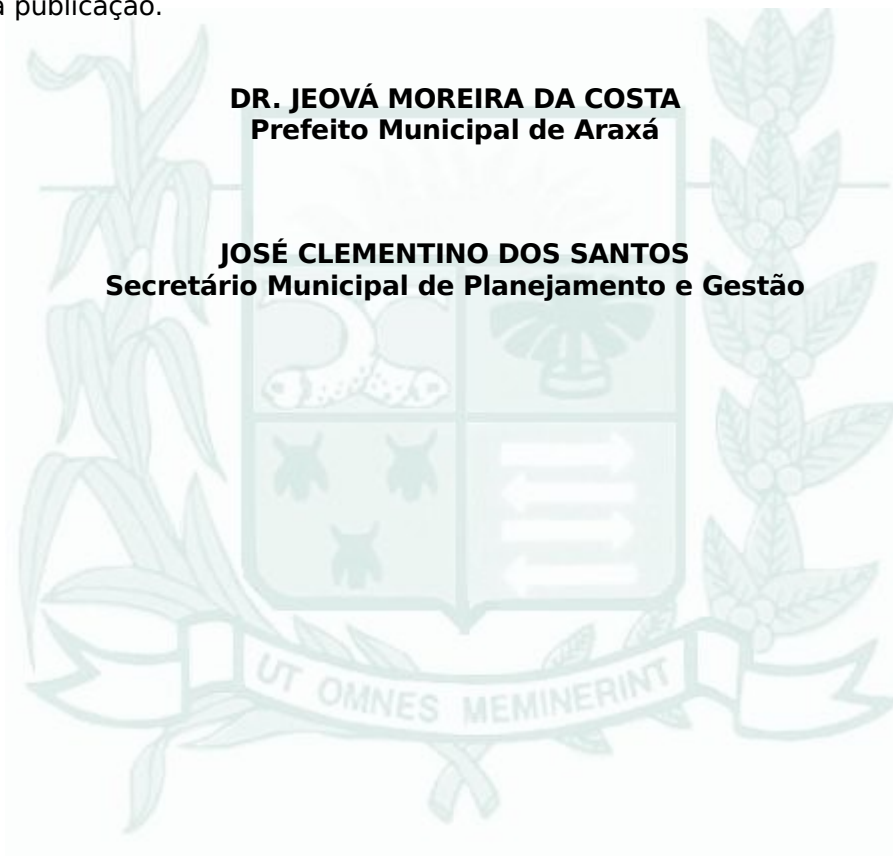 a publicação.
DR. JEOVÁ MOREIRA DA COSTA
Prefeito Municipal de Araxá
JOSÉ CLEMENTINO DOS SANTOS
Secretário Municipal de Planejamento e Gestão
UT OMNES MEMINERINT